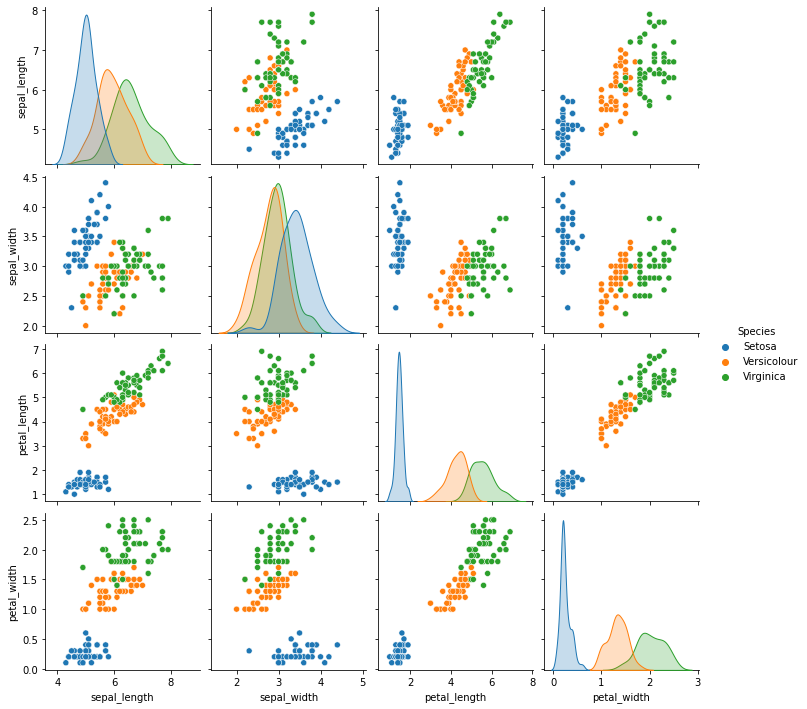 8
7
6
5
sepal_length
4.5
4.0
3.5
3.0
2.5
2.0
sepal_width
7
6
5
4
3
2
1
petal_length
2.5
2.0
1.5
1.0
0.5
0.0
petal_width
4 6 8
sepal_length
2 3 4 5
sepal_width
2 4 6 8
petal_length
0 1 2 3
petal_width
Species
Setosa
Versicolour
Virginica